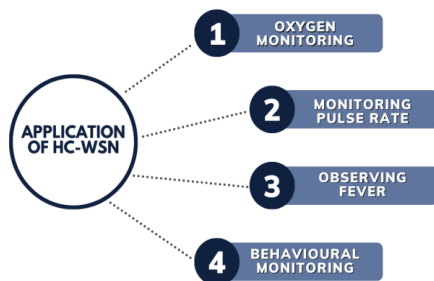 APPLICATION
OF HC-WSN
1
OXYGEN
MONITORING
2
MONITORING
PULSE RATE
3
OBSERVING
FEVER
4
BEHAVIOURAL
MONITORING